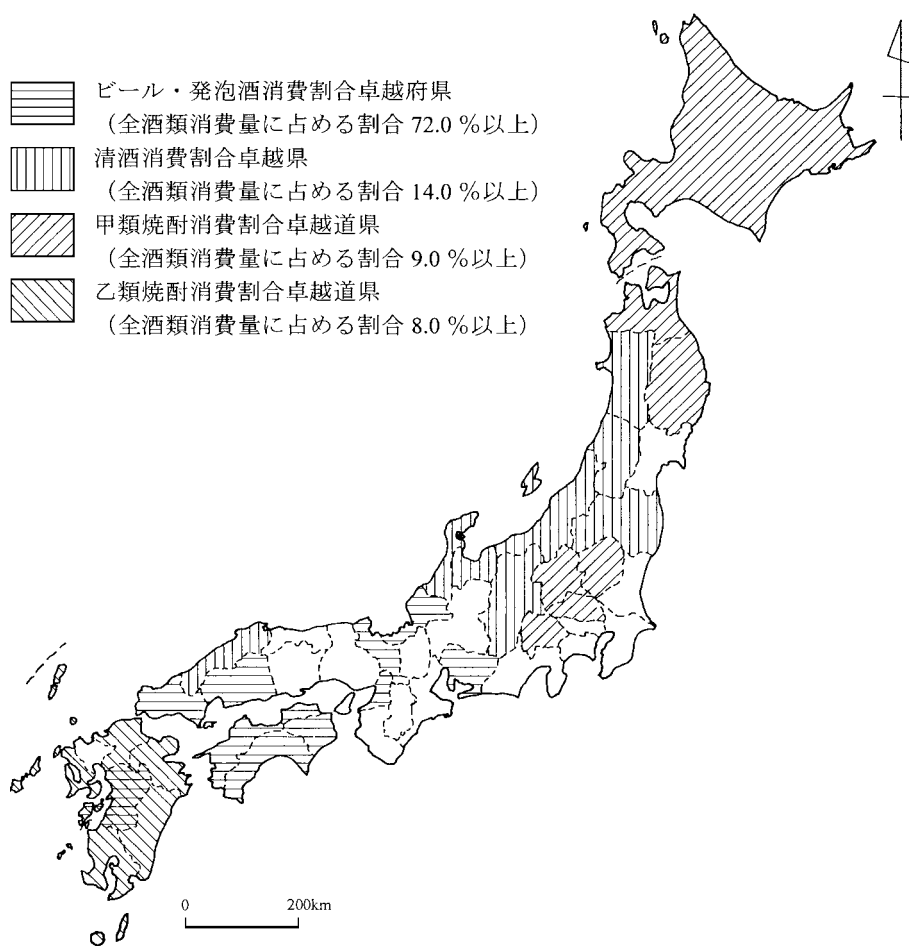 ビール・発泡酒消費割合卓越府県
（全酒類消費量に占める割合 72.0 %以上）
清酒消費割合卓越県
（全酒類消費量に占める割合 14.0 %以上）
甲類焼酎消費割合卓越道県
（全酒類消費量に占める割合 9.0 %以上）
乙類焼酎消費割合卓越道県
（全酒類消費量に占める割合 8.0 %以上）
0 200km